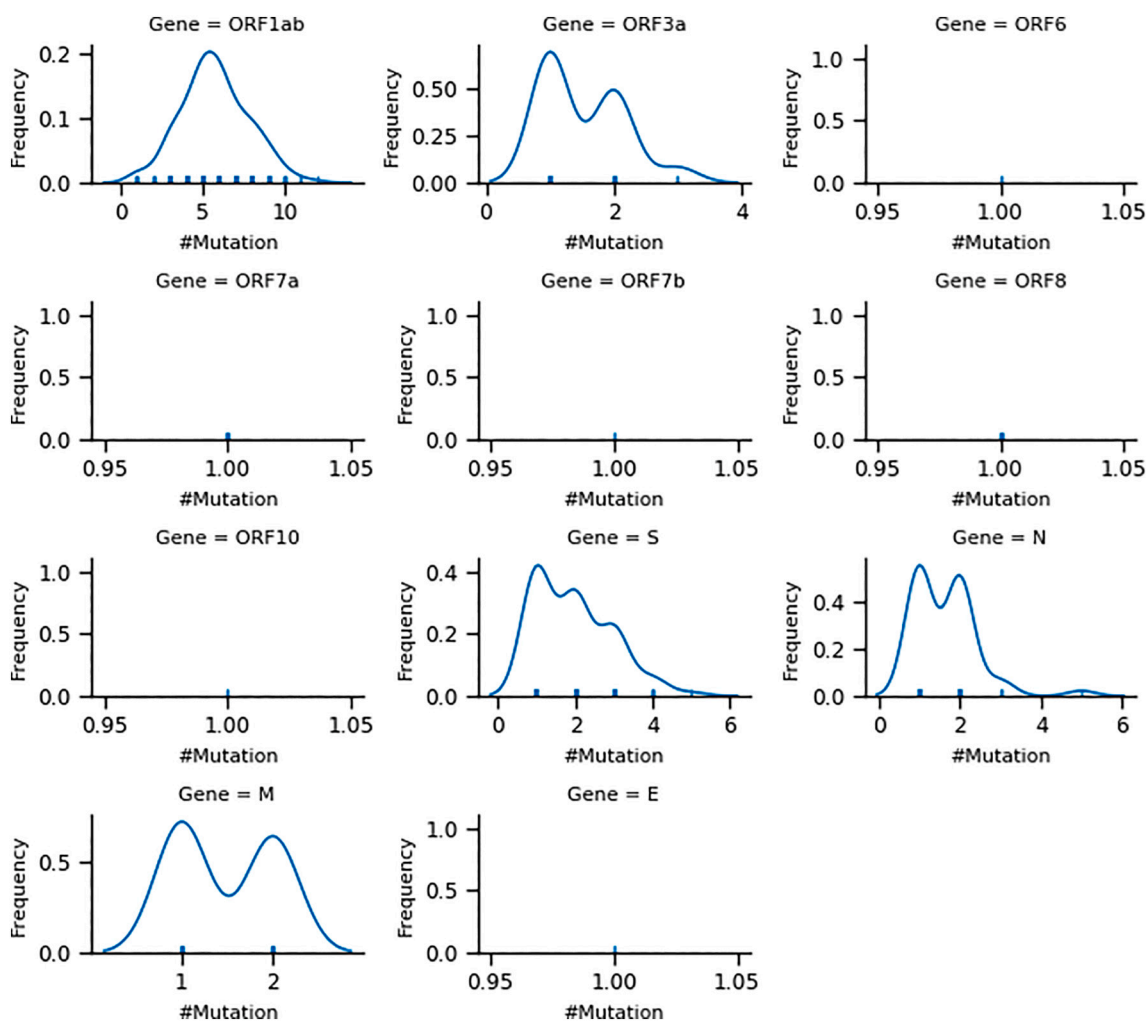 Gene = ORF1ab
Gene = ORF3a
Gene = ORF6
Frequency
0.2
0.1
0.0
0
5
10
#Mutation
Frequency
0.50
0.25
0.00
0
2
4
#Mutation
Frequency
1.0
0.5
0.0
0.95
1.00
1.05
#Mutation
Gene = ORF7a
Gene = ORF7b
Gene = ORF8
Frequency
1.0
0.5
0.0
0.95
1.00
1.05
#Mutation
Frequency
1.0
0.5
0.0
0.95
1.00
1.05
#Mutation
Frequency
1.0
0.5
0.0
0.95
1.00
1.05
#Mutation
Gene = ORF10
Gene = S
Gene = N
Frequency
1.0
0.5
0.0
0.95
1.00
1.05
#Mutation
Frequency
0.4
0.2
0.0
0
2
4
6
#Mutation
Frequency
0.4
0.2
0.0
0
2
4
6
#Mutation
Gene = M
Gene = E
Frequency
0.5
0.0
1
2
#Mutation
Frequency
1.0
0.5
0.0
0.95
1.00
1.05
#Mutation